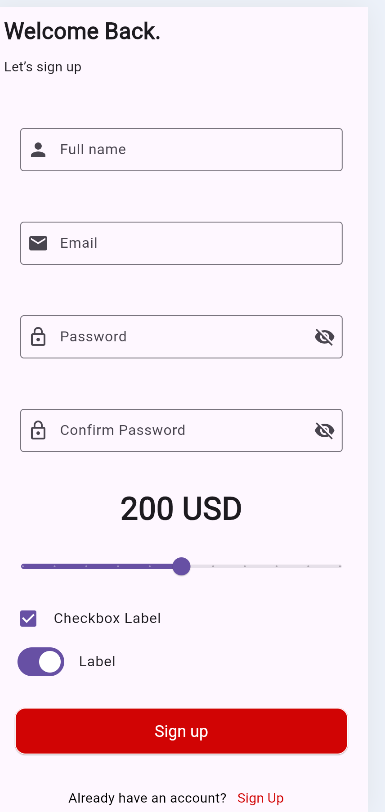 Welcome Back.
Let’s sign up
Full name
Email
Password
Confirm Password
200 USD
Checkbox Label
Label
Sign up
Already have an account? Sign Up